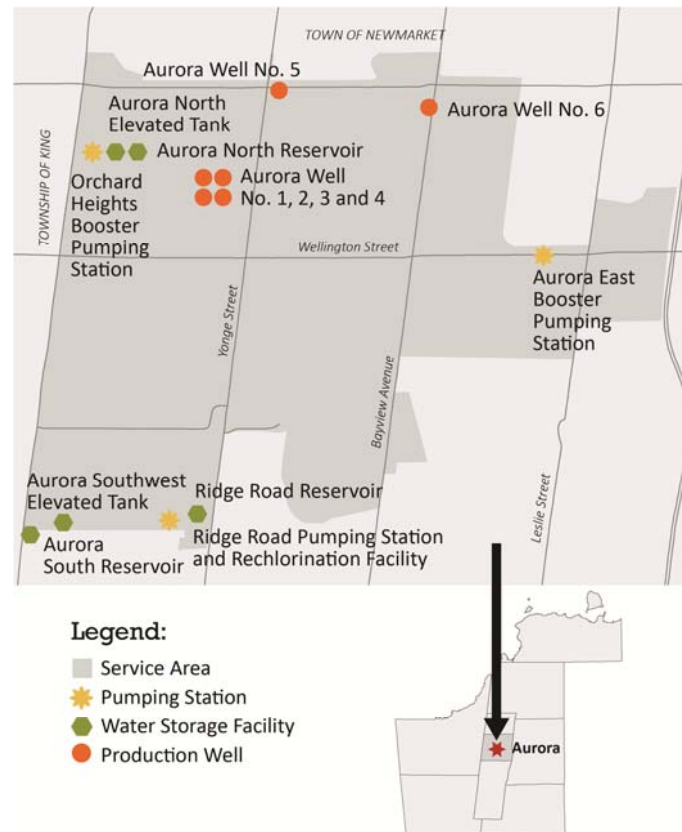 TOWN OF NEWMARKET
Aurora Well No. 5
Aurora North
Elevated Tank
Aurora Well No. 6
TOWNSHIP OF KING
Aurora North Reservoir
Orchard
Heights
Booster
Pumping
Station
Aurora Well
No. 1, 2, 3 and 4
Wellington Street
Aurora East
Booster
Pumping
Station
Yonge Street
Bayview Avenue
Leslie Street
Aurora Southwest
Elevated Tank
Ridge Road Reservoir
Aurora
South Reservoir
Ridge Road Pumping Station
and Rechlorination Facility
Legend:
Service Area
Pumping Station
Water Storage Facility
Production Well
Aurora